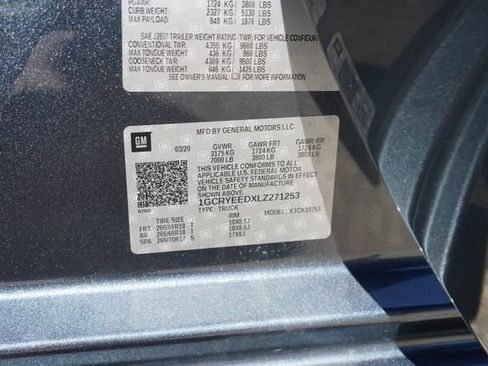 RGAWR 1724 KG 3800 LB
CURB WEIGHT 2327 KG 5130 LBS
MAX PAYLOAD 848 KG 1870 LBS
SAE J2807 TRAILER WEIGHT RATING (TWR) FOR VEHICLE CONFIGURAT
CONVENTIONAL TWR 4355 KG 9600 LBS
MAX TONGUE WT 436 KG 960 LBS
GOOSENECK TWR 4309 KG 9500 LBS
MAX TONGUE WT 646 KG 1425 LBS
SEE OWNER'S MANUAL FOR MORE INFORMATION
GM
MFD BY GENERAL MOTORS LLC
03/20 GVWR GAWR FRT GAWR RR
3175 KG 1724 KG 1724 KG
7000 LB 3800 LB 3800 LB
THIS VEHICLE CONFORMS TO ALL
APPLICABLE U.S. FEDERAL MOTOR
VEHICLE SAFETY STANDARDS IN
EFFECT ON THE DATE OF
MANUFACTURE SHOWN ABOVE.
1GCRYEEDXLZ271253
TYPE: TRUCK MODEL:
TIRE SIZE RIM
FRT 265/65R18 T 18X8.5J
RR 265/65R18 T 18X8.5J
SPA 265/70R17 S 17X8J